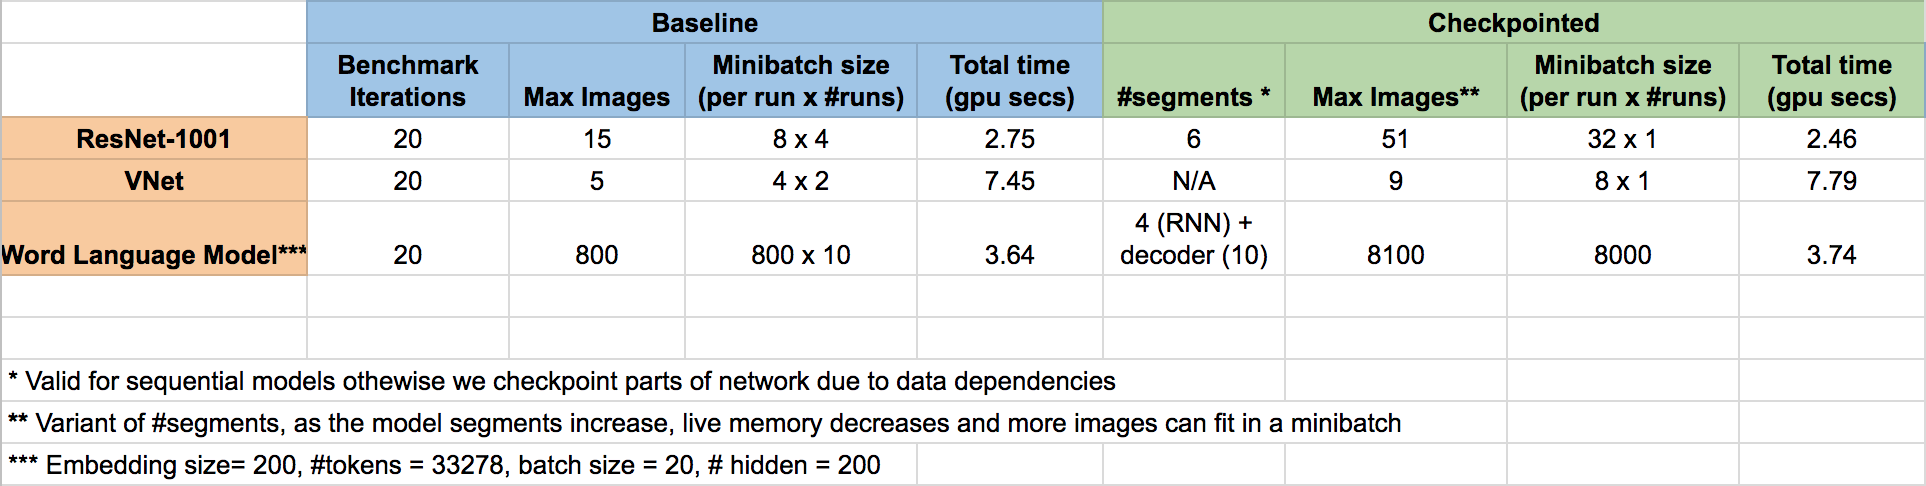 Baseline Checkpointed
Benchmark Iterations Max Images Minibatch size (per run x #runs) Total time (gpu secs) #segments * Max Images** Minibatch size (per run x #runs) Total time (gpu secs)
ResNet-1001 20 15 8 x 4 2.75 6 51 32 x 1 2.46
VNet 20 5 4 x 2 7.45 N/A 9 8 x 1 7.79
Word Language Model*** 20 800 800 x 10 3.64 4 (RNN) + decoder (10) 8100 8000 3.74
* Valid for sequential models othewise we checkpoint parts of network due to data dependencies
** Variant of #segments, as the model segments increase, live memory decreases and more images can fit in a minibatch
*** Embedding size= 200, #tokens = 33278, batch size = 20, # hidden = 200